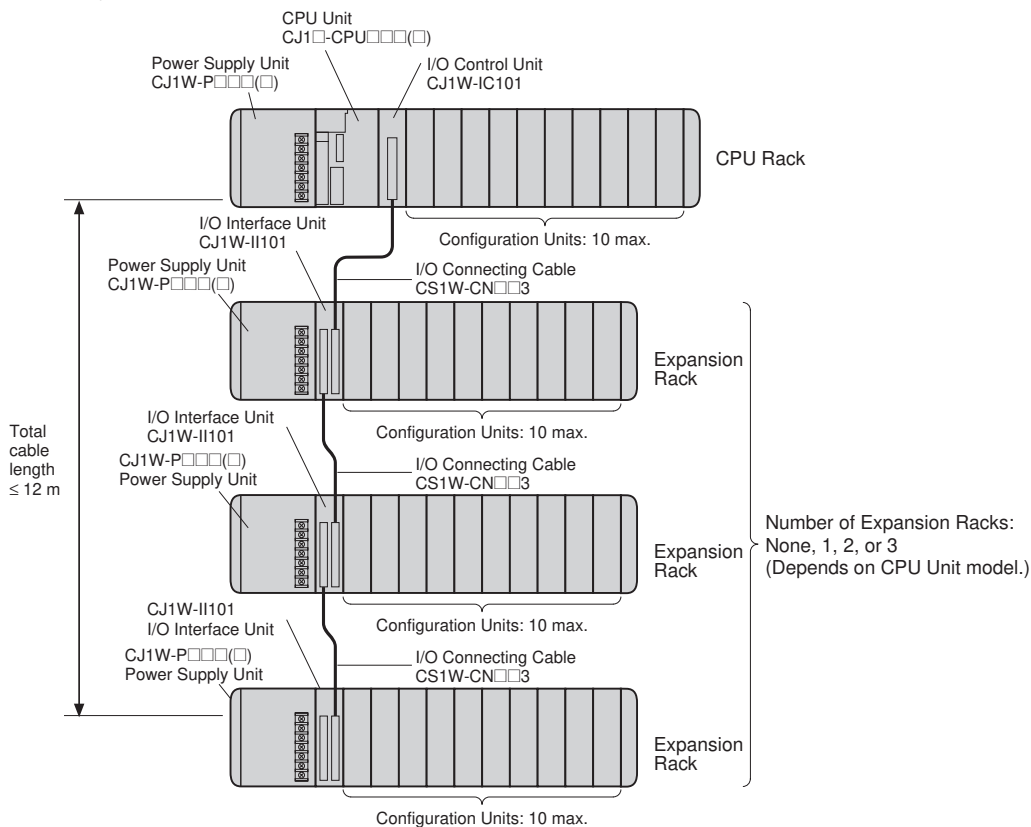 CPU Unit
CJ1□-CPU□□□(□)
Power Supply Unit
CJ1W-P□□□(□)
I/O Control Unit
CJ1W-IC101
CPU Rack
I/O Interface Unit
CJ1W-II101
Configuration Units: 10 max.
Power Supply Unit
CJ1W-P□□□(□)
I/O Connecting Cable
CS1W-CN□□3
Expansion
Rack
Configuration Units: 10 max.
I/O Interface Unit
CJ1W-II101
Total
cable
length
≤ 12 m
CJ1W-P□□□(□)
Power Supply Unit
I/O Connecting Cable
CS1W-CN□□3
Expansion
Rack
Number of Expansion Racks:
None, 1, 2, or 3
(Depends on CPU Unit model.)
Configuration Units: 10 max.
CJ1W-II101
I/O Interface Unit
CJ1W-P□□□(□)
Power Supply Unit
I/O Connecting Cable
CS1W-CN□□3
Expansion
Rack
Configuration Units: 10 max.